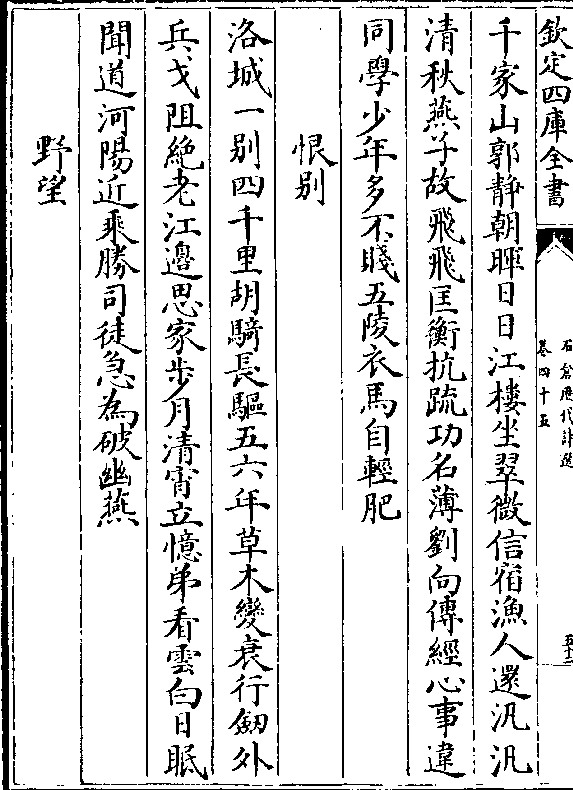 欽定四庫全書
石倉歷代詩選
卷四十五
五十二
千家山郭靜朝暉日日江樓坐翠微信宿漁人還汎汎
清秋燕子故飛飛匡衡抗疏功名薄劉向傳經心事違
同學少年多不賤五陵衣馬自輕肥
恨别
洛城一别四千里胡騎長驅五六年草木變衰行劒外
兵戈阻絶老江邊思家步月清宵立憶弟看雲白日眠
聞道河陽近乘勝司徒急為破幽燕
野望